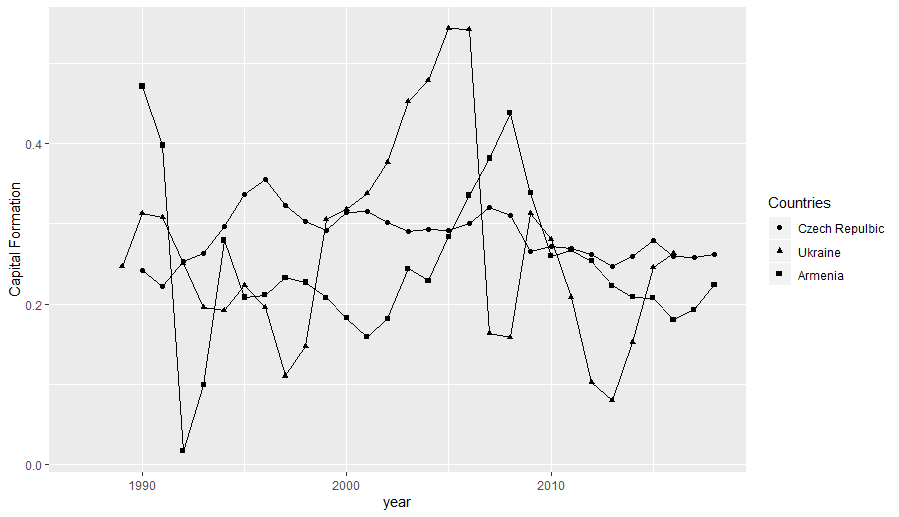 Capital Formation
0.4
0.2
0.0
1990
2000
2010
year
Countries
Czech Repulbic
Ukraine
Armenia